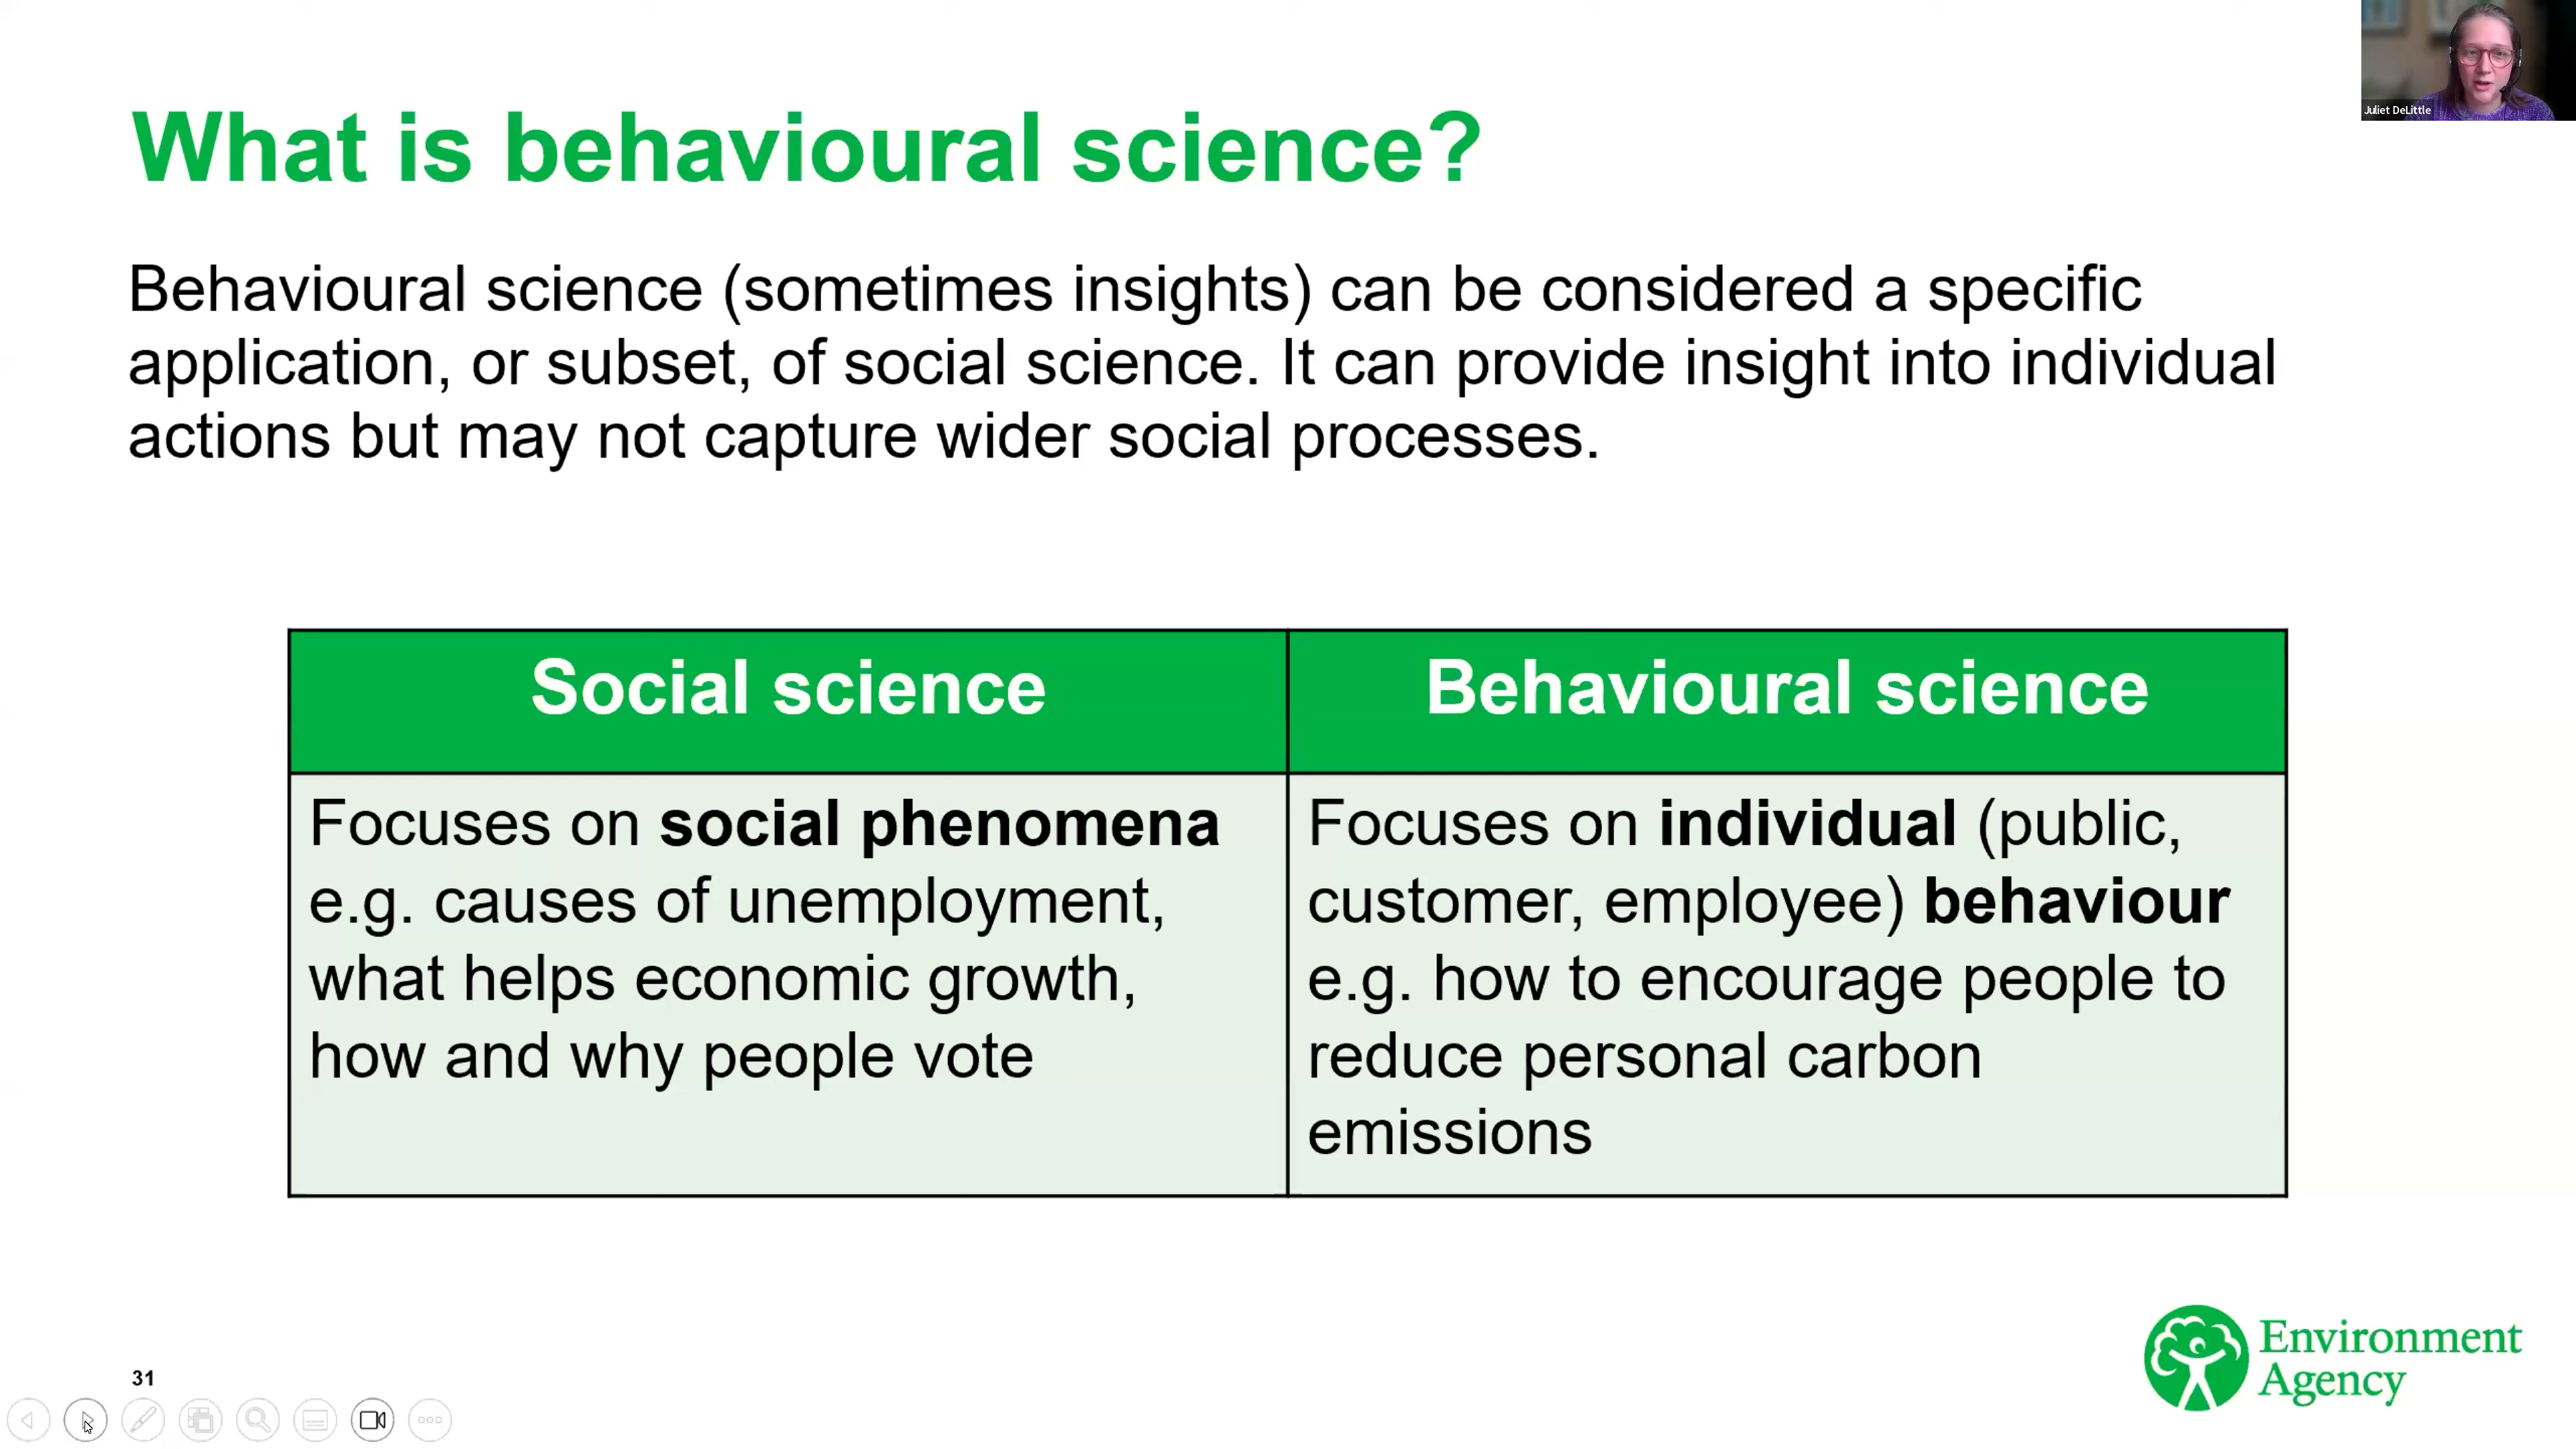 What is behavioural science?
Juliet DeLittle
Behavioural science (sometimes insights) can be considered a specific
application, or subset, of social science. It can provide insight into individual
actions but may not capture wider social processes.
Social science
Focuses on social phenomena
e.g. causes of unemployment,
what helps economic growth,
how and why people vote
Behavioural science
Focuses on individual (public,
customer, employee) behaviour
e.g. how to encourage people to
reduce personal carbon
emissions
31
Environment
Agency